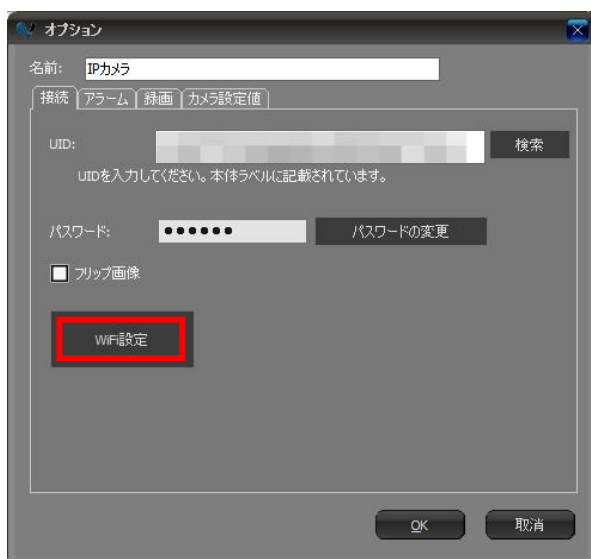 オプション
名前: IPカメラ
接続 アラーム 録画 カメラ設定値
UID: 検索
UIDを入力してください。本体ラベルに記載されています。
パスワード: ●●●●●● パスワードの変更
フリップ画像
WiFi設定
OK 取消